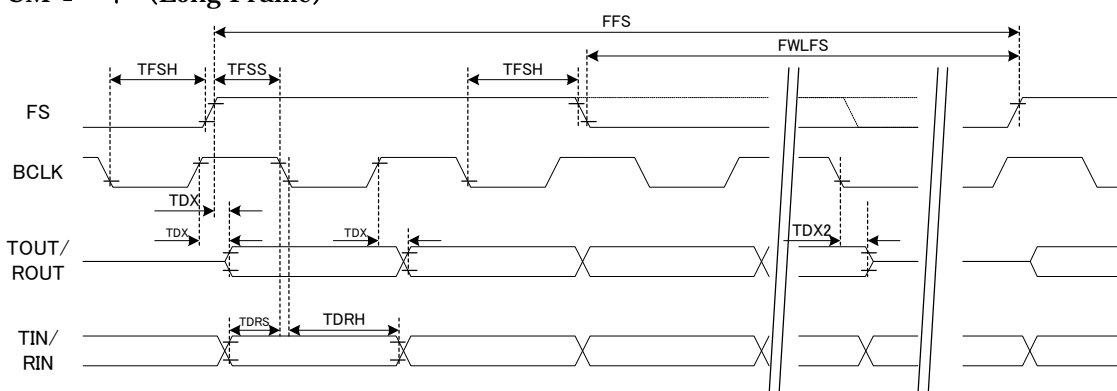 (Long Frame)
FFS
FWLFS
TFSH
TFSS
TFSH
FS
BCLK
TDX
TDX
TDX
TDX2
TOUT/
ROUT
TDRS
TDRH
TIN/
RIN